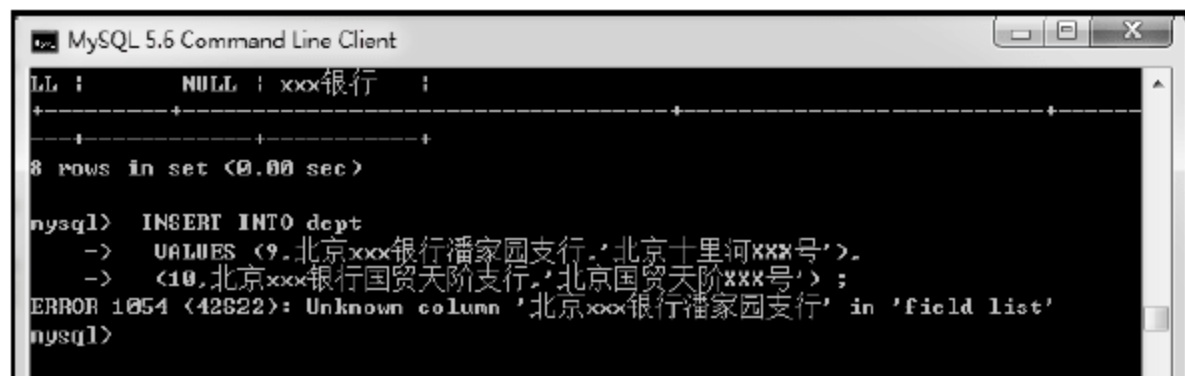 MySQL 5.6 Command Line Client
LL |        NULL | xxx银行   |
+----------+------------------------------------+---------------------------+------
---+-------------+------------+
8 rows in set (0.00 sec)
mysql>  INSERT INTO dept
    ->   VALUES (9,北京xxx银行潘家园支行,'北京十里河XXX号'),
    ->   (10,北京xxx银行国贸天阶支行,'北京国贸天阶XXX号') ;
ERROR 1054 (42S22): Unknown column '北京xxx银行潘家园支行' in 'field list'
mysql>